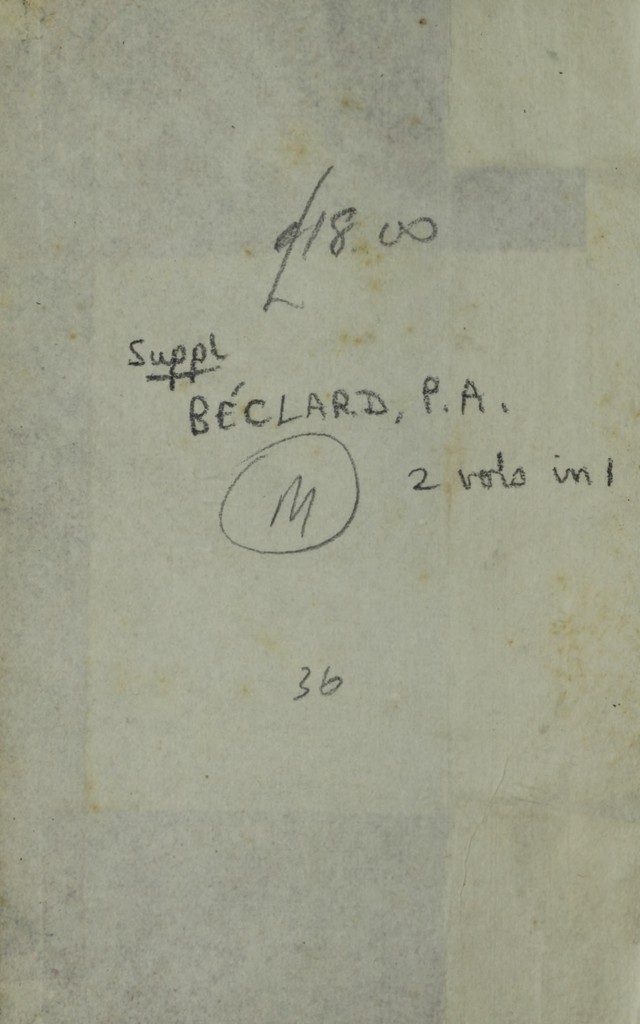 £18.00
Suppl
BÉCLARD, P.A.
2 vols in 1
M
36